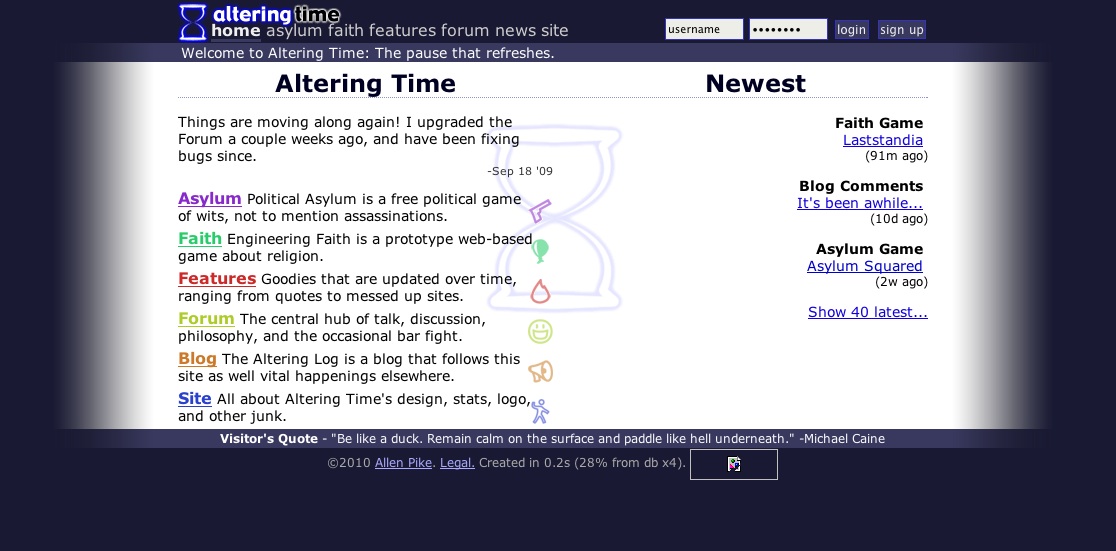 alteringtime
home asylum faith features forum news site
username •••••••• login sign up
Welcome to Altering Time: The pause that refreshes.
Altering Time
Things are moving along again! I upgraded the
Forum a couple weeks ago, and have been fixing
bugs since.
-Sep 18 '09
Asylum Political Asylum is a free political game
of wits, not to mention assassinations.
Faith Engineering Faith is a prototype web-based
game about religion.
Features Goodies that are updated over time,
ranging from quotes to messed up sites.
Forum The central hub of talk, discussion,
philosophy, and the occasional bar fight.
Blog The Altering Log is a blog that follows this
site as well vital happenings elsewhere.
Site All about Altering Time's design, stats, logo,
and other junk.
Newest
Faith Game
Laststandia
(91m ago)
Blog Comments
It's been awhile...
(10d ago)
Asylum Game
Asylum Squared
(2w ago)
Show 40 latest...
Visitor's Quote - "Be like a duck. Remain calm on the surface and paddle like hell underneath." -Michael Caine
©2010 Allen Pike. Legal. Created in 0.2s (28% from db x4).